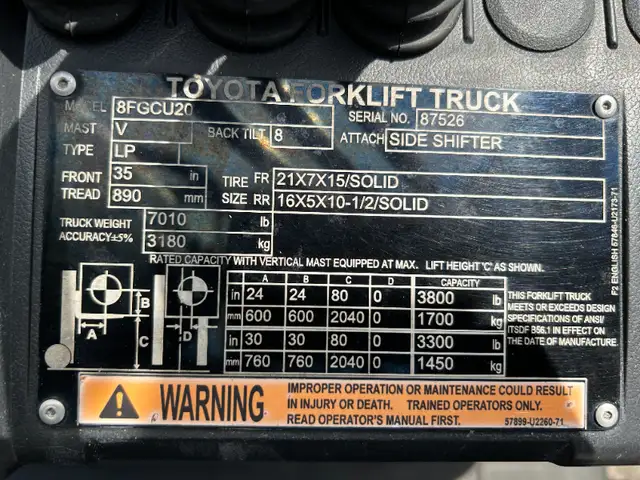 TOYOTA FORKLIFT TRUCK
MODEL 8FGCU20 SERIAL NO. 87526
MAST V BACK TILT 8 ATTACH SIDE SHIFTER
TYPE LP
FRONT TREAD 35 in TIRE SIZE FR 21X7X15/SOLID
890 mm RR 16X5X10-1/2/SOLID
TRUCK WEIGHT 7010 lb
ACCURACY±5% 3180 kg
RATED CAPACITY WITH VERTICAL MAST EQUIPPED AT MAX. LIFT HEIGHT "C" AS SHOWN.
A B C D CAPACITY
in 24 24 80 0 3800 lb
mm 600 600 2040 0 1700 kg
in 30 30 80 0 3300 lb
mm 760 760 2040 0 1450 kg
A B C D
THIS FORKLIFT TRUCK
MEETS OR EXCEEDS DESIGN
SPECIFICATIONS OF ANSI/
ITSDF B56.1 IN EFFECT ON
THE DATE OF MANUFACTURE.
P2 ENGLISH 57846-U2173-71
WARNING
IMPROPER OPERATION OR MAINTENANCE COULD RESULT
IN INJURY OR DEATH. TRAINED OPERATORS ONLY.
READ OPERATOR'S MANUAL FIRST. 57899-U2260-71